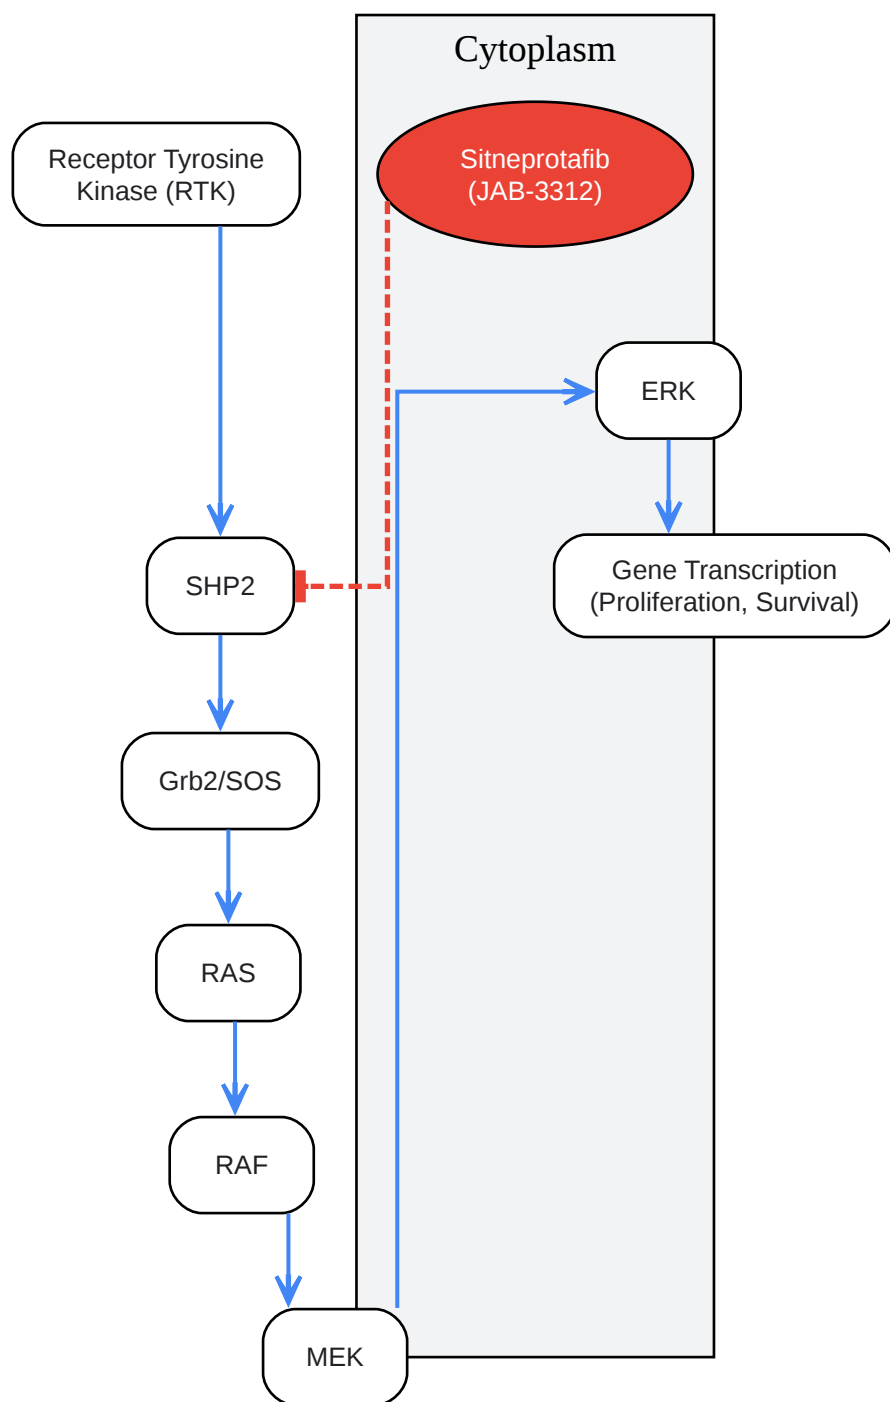 Cytoplasm
Receptor Tyrosine
Kinase (RTK)
Sitneprotafib
(JAB-3312)
ERK
SHP2
Gene Transcription
(Proliferation, Survival)
Grb2/SOS
RAS
RAF
MEK